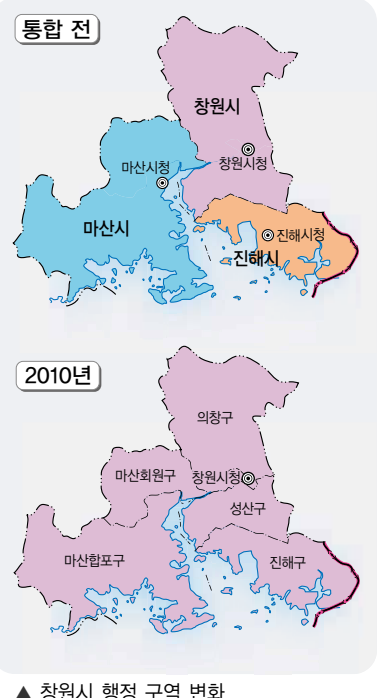 통합 전
창원시
마산시청
창원시청
마산시
진해시청
진해시
2010년
의창구
마산회원구
창원시청
성산구
마산합포구
진해구
▲ 창원시 행정 구역 변화